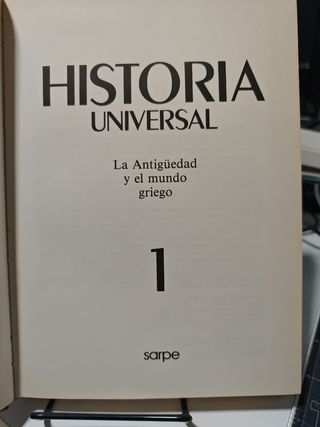 HISTORIA
UNIVERSAL
La Antigüedad
y el mundo
griego
1
sarpe